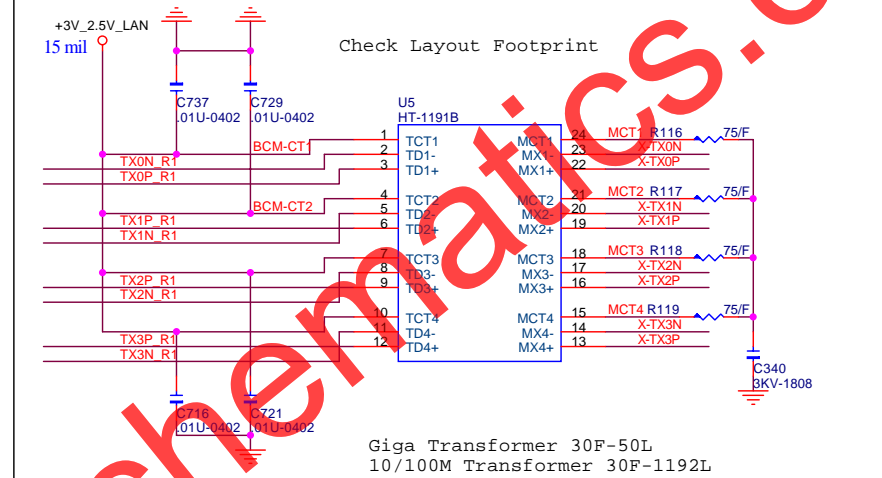 +3V_2.5V_LAN
15 mil
Check Layout Footprint
C737
.01U-0402
C729
.01U-0402
U5
HT-1191B
BCM-CT1
TX0N_R1
TX0P_R1
BCM-CT2
TX1P_R1
TX1N_R1
TX2P_R1
TX2N_R1
TX3P_R1
TX3N_R1
1 TCT1 MCT1 24 MCT1 R116 75/F
2 TD1- MX1- 23 X-TX0N
3 TD1+ MX1+ 22 X-TX0P
4 TCT2 MCT2 21 MCT2 R117 75/F
5 TD2- MX2- 20 X-TX1N
6 TD2+ MX2+ 19 X-TX1P
7 TCT3 MCT3 18 MCT3 R118 75/F
8 TD3- MX3- 17 X-TX2N
9 TD3+ MX3+ 16 X-TX2P
10 TCT4 MCT4 15 MCT4 R119 75/F
11 TD4- MX4- 14 X-TX3N
12 TD4+ MX4+ 13 X-TX3P
C340
3KV-1808
C716
.01U-0402
C721
.01U-0402
Giga Transformer 30F-50L
10/100M Transformer 30F-1192L
hematics.c